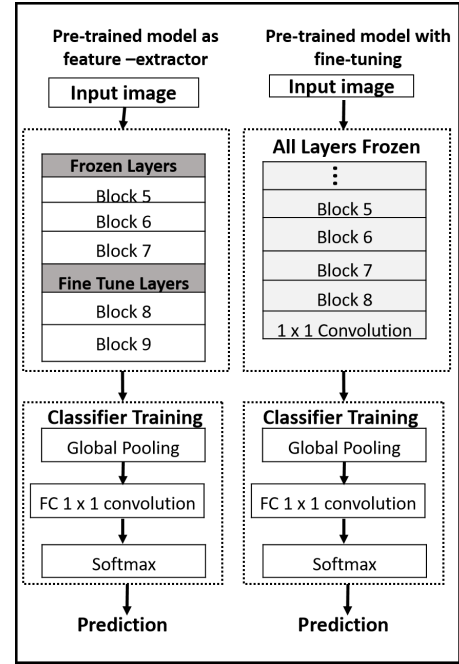 Pre-trained model as
feature –extractor
Input image
Frozen Layers
Block 5
Block 6
Block 7
Fine Tune Layers
Block 8
Block 9
Classifier Training
Global Pooling
FC 1 x 1 convolution
Softmax
Prediction
Pre-trained model with
fine-tuning
Input image
All Layers Frozen
⋮
Block 5
Block 6
Block 7
Block 8
1 x 1 Convolution
Classifier Training
Global Pooling
FC 1 x 1 convolution
Softmax
Prediction